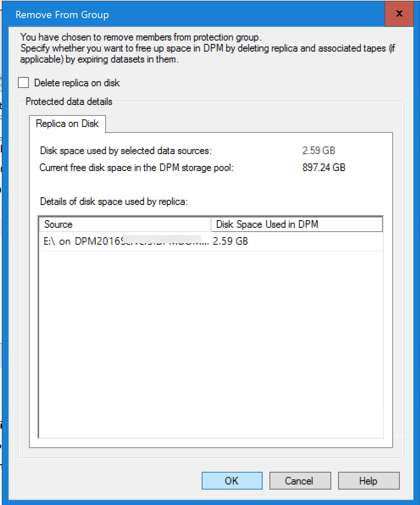 Remove From Group
You have chosen to remove members from protection group.
Specify whether you want to free up space in DPM by deleting replica and associated tapes (if
applicable) by expiring datasets in them.
Delete replica on disk
Protected data details
Replica on Disk
Disk space used by selected data sources: 2.59 GB
Current free disk space in the DPM storage pool: 897.24 GB
Details of disk space used by replica:
Source Disk Space Used in DPM
E:\ on 2.59 GB
OK Cancel Help